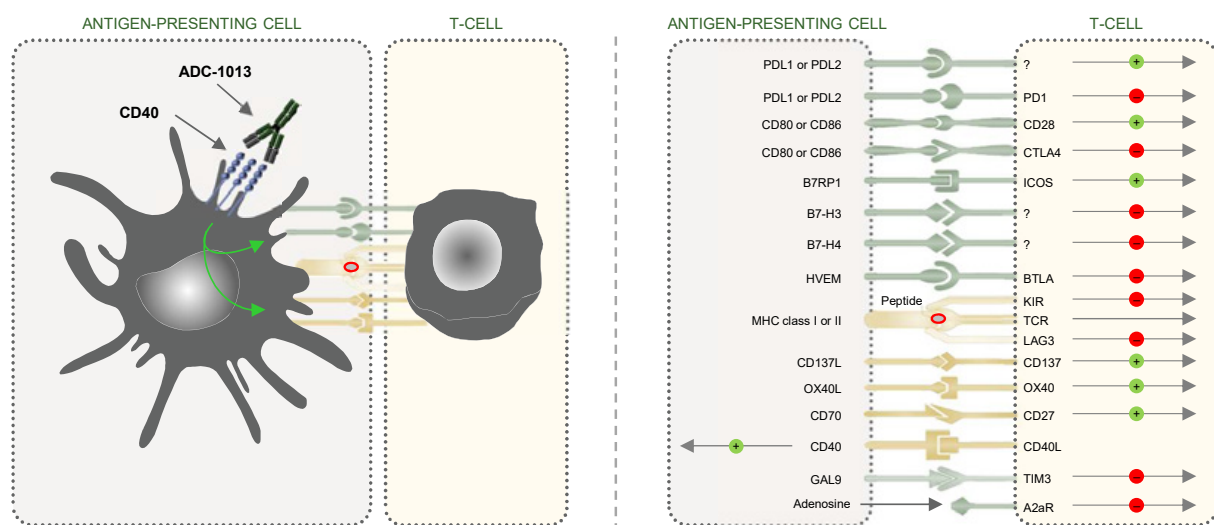 ANTIGEN-PRESENTING CELL
T-CELL
ADC-1013
CD40
ANTIGEN-PRESENTING CELL
T-CELL
PDL1 or PDL2 ? +
PDL1 or PDL2 PD1 –
CD80 or CD86 CD28 +
CD80 or CD86 CTLA4 –
B7RP1 ICOS +
B7-H3 ? –
B7-H4 ? –
HVEM BTLA –
Peptide KIR –
MHC class I or II TCR
LAG3 –
CD137L CD137 +
OX40L OX40 +
CD70 CD27 +
+ CD40 CD40L
GAL9 TIM3 –
Adenosine A2aR –